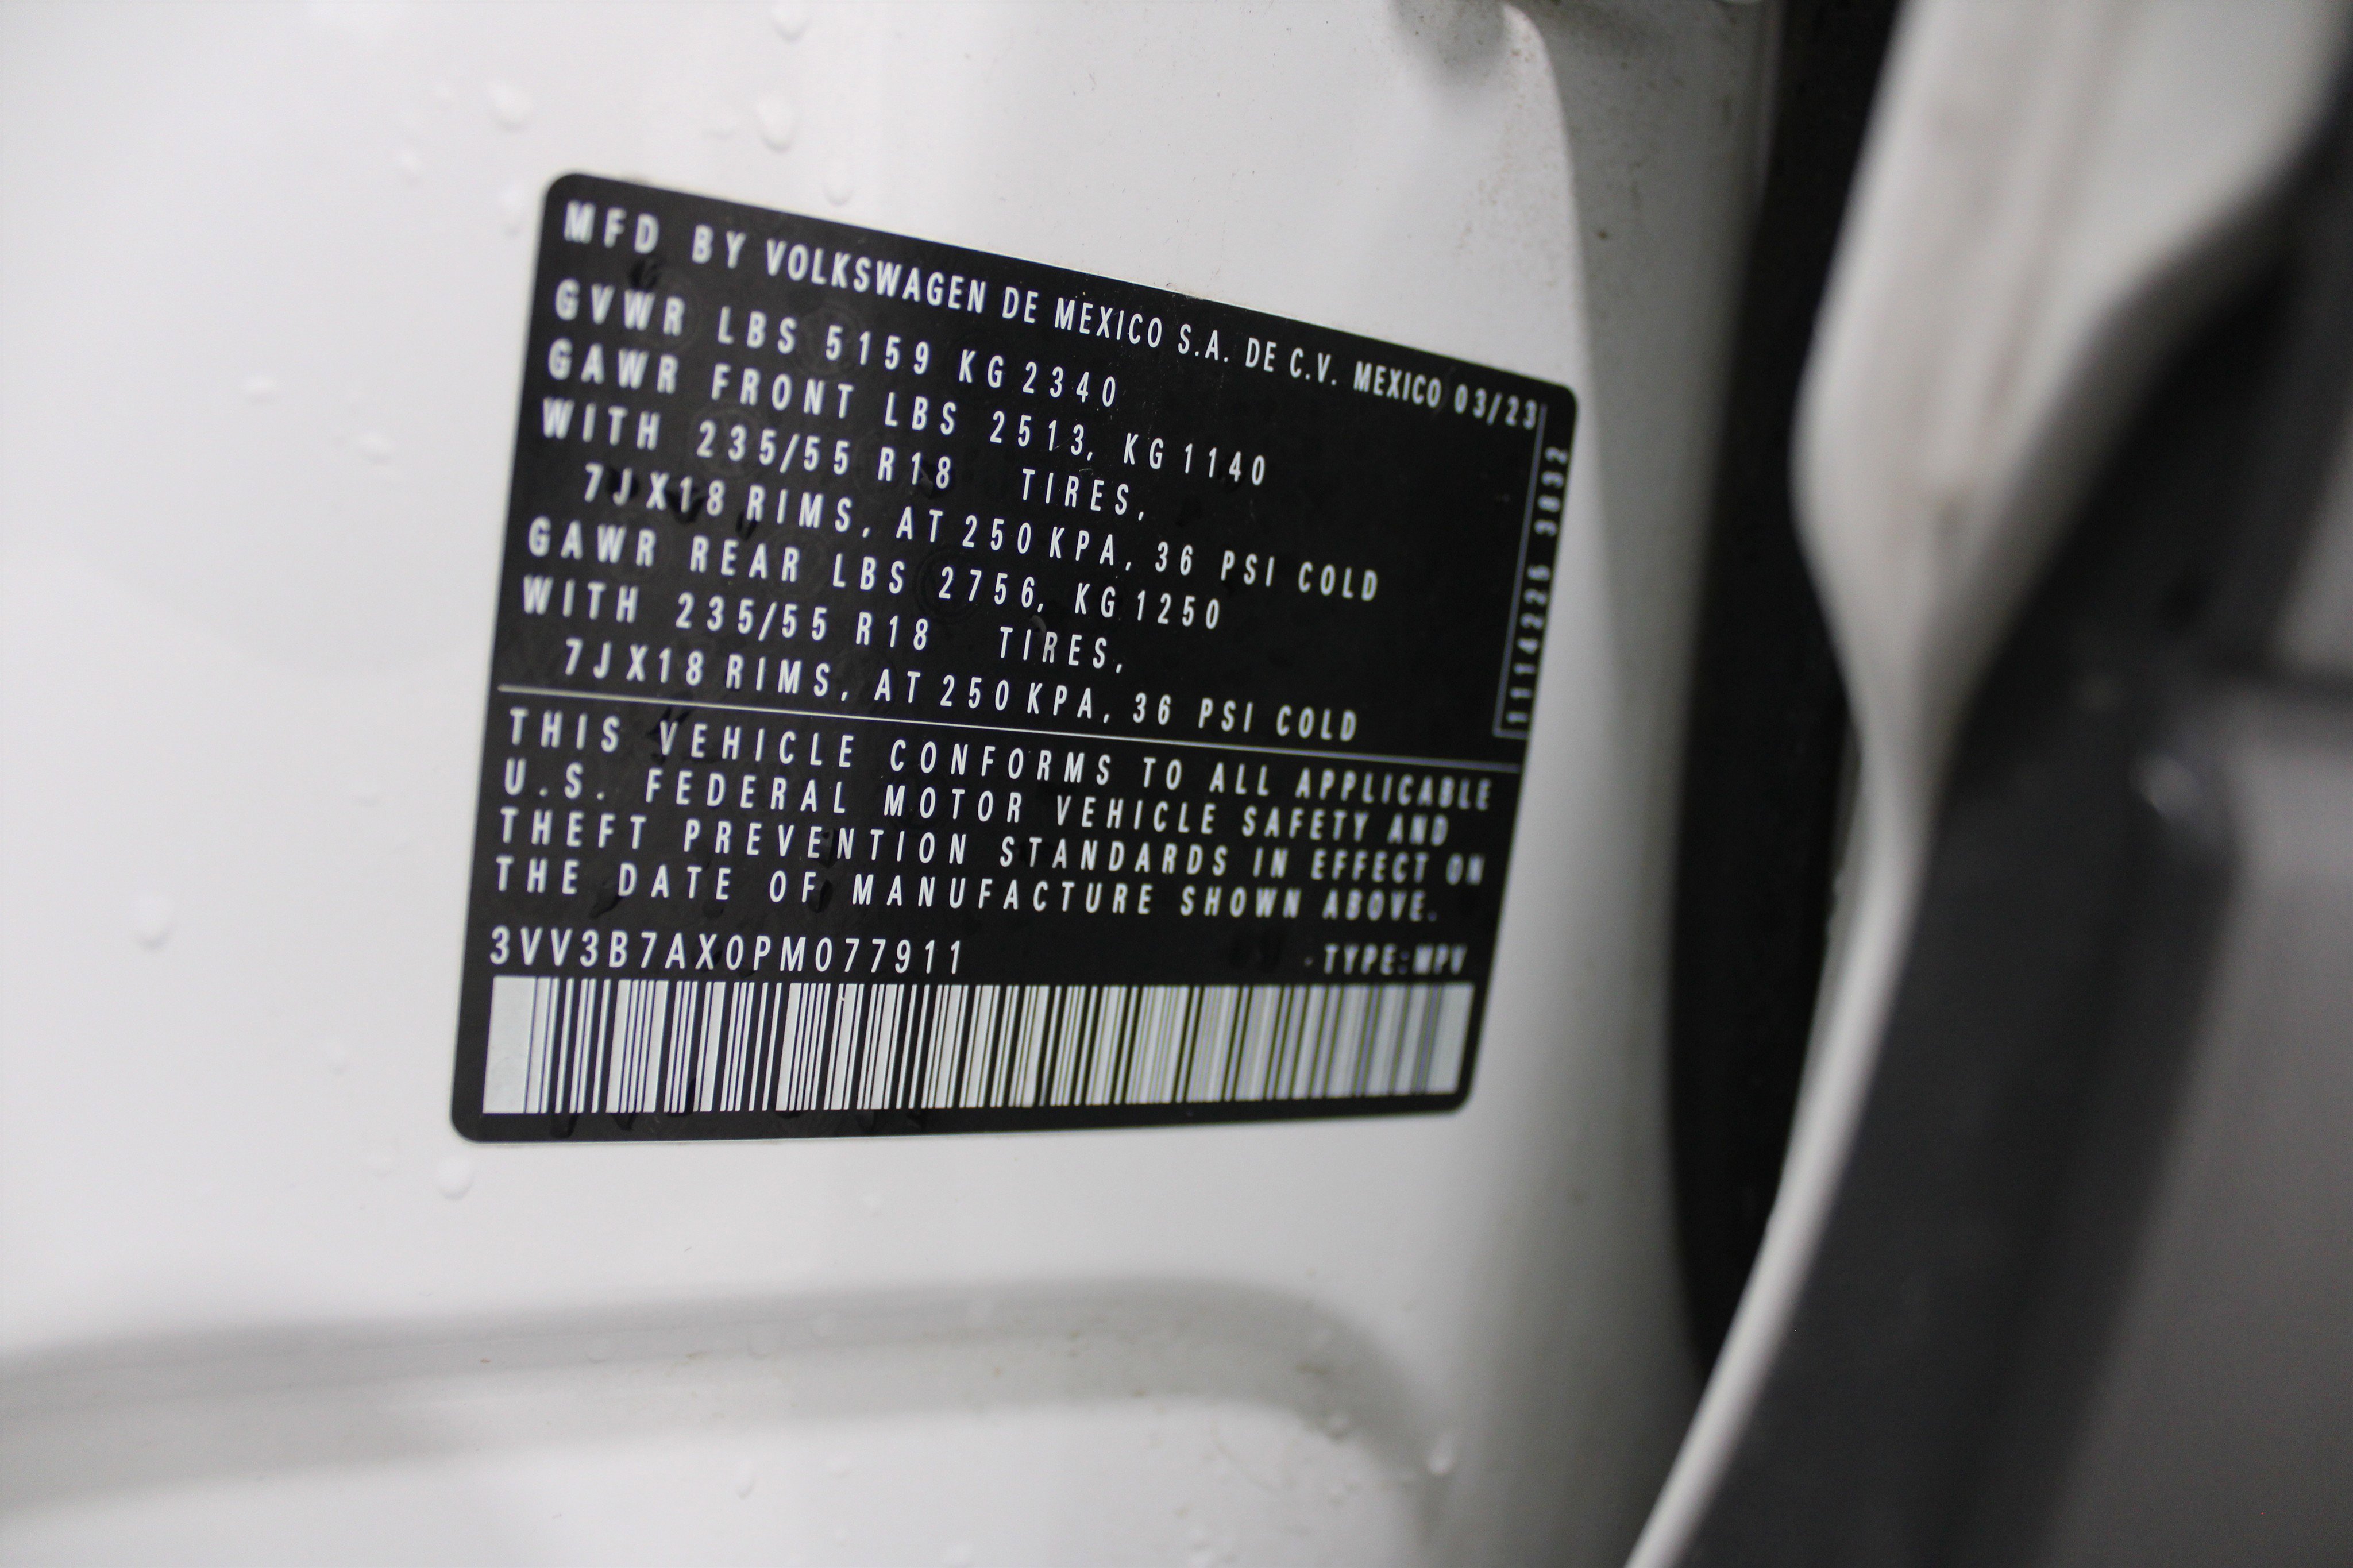 MFD BY VOLKSWAGEN DE MEXICO S.A. DE C.V. MEXICO 03/23
GVWR LBS 5159 KG 2340
GAWR FRONT LBS 2513, KG 1140
WITH 235/55 R18 TIRES,
7JX18 RIMS, AT 250 KPA, 36 PSI COLD
GAWR REAR LBS 2756, KG 1250
WITH 235/55 R18 TIRES,
7JX18 RIMS, AT 250 KPA, 36 PSI COLD
THIS VEHICLE CONFORMS TO ALL APPLICABLE
U.S. FEDERAL MOTOR VEHICLE SAFETY AND
THEFT PREVENTION STANDARDS IN EFFECT ON
THE DATE OF MANUFACTURE SHOWN ABOVE.
3VV3B7AX0PM077911 TYPE:MPV